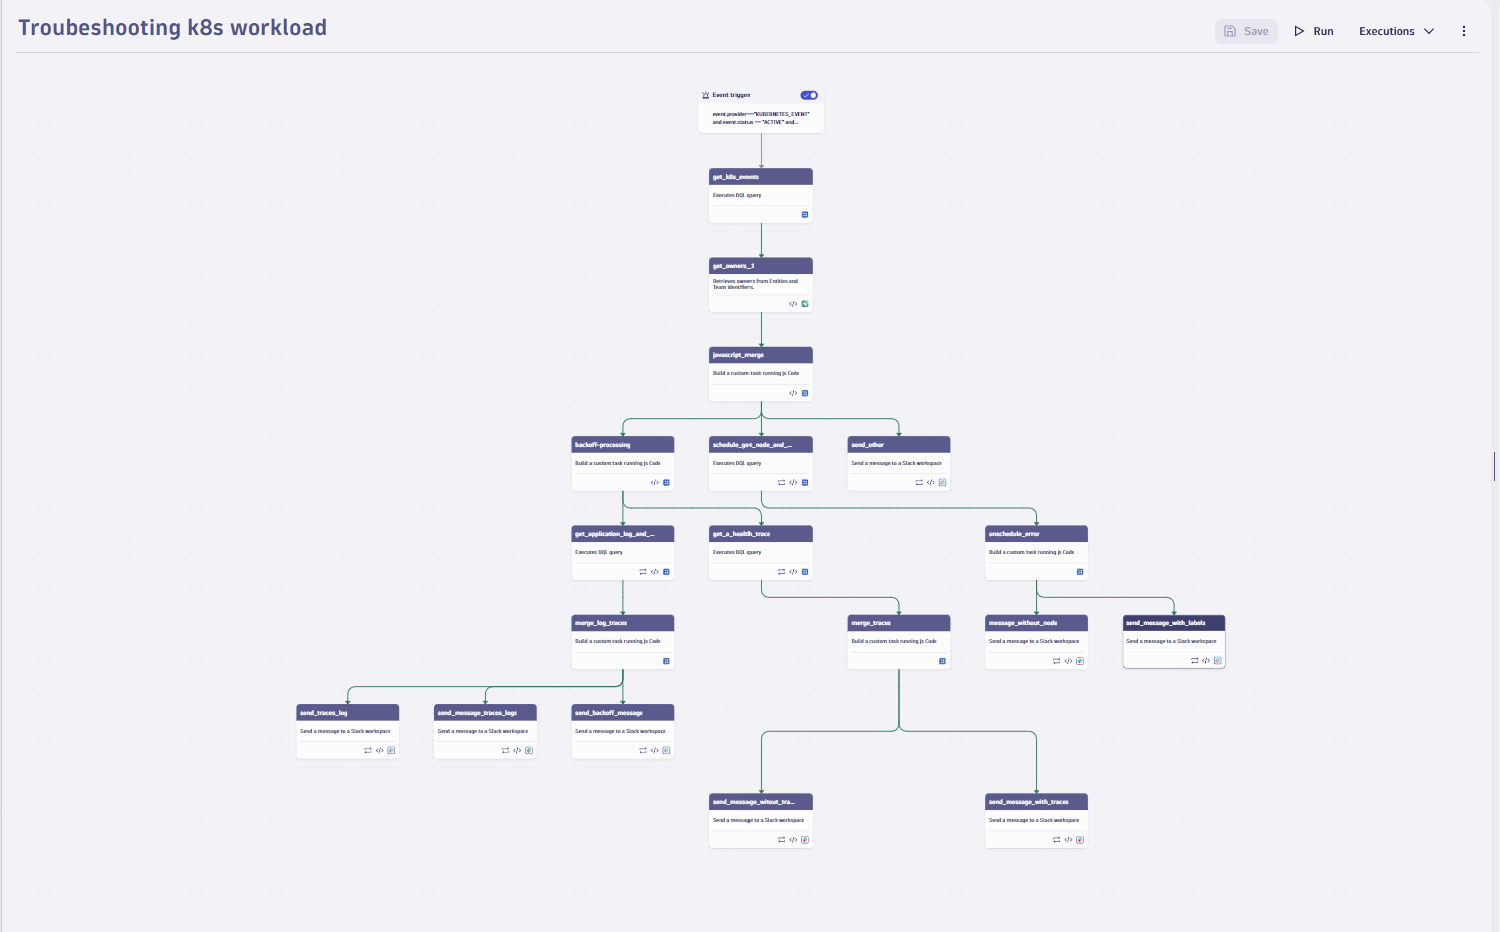 Troubeshooting k8s workload
Save
Run
Executions
Event trigger
event.provider=="KUBERNETES_EVENT"
and event.status == "ACTIVE" and...
get_k8s_events
Executes DQL query
get_owners_1
Retrieves owners from Entities and
Team identifiers.
javascript_merge
Build a custom task running js Code
backoff-processing
Build a custom task running js Code
schedule_get_node_and_...
Executes DQL query
send_other
Send a message to a Slack workspace
get_application_log_and_...
Executes DQL query
get_a_health_trace
Executes DQL query
unschedule_error
Build a custom task running js Code
merge_log_traces
Build a custom task running js Code
merge_traces
Build a custom task running js Code
message_without_node
Send a message to a Slack workspace
send_message_with_labels
Send a message to a Slack workspace
send_traces_log
Send a message to a Slack workspace
send_message_traces_logs
Send a message to a Slack workspace
send_backoff_message
Send a message to a Slack workspace
send_message_witout_tra...
Send a message to a Slack workspace
send_message_with_traces
Send a message to a Slack workspace